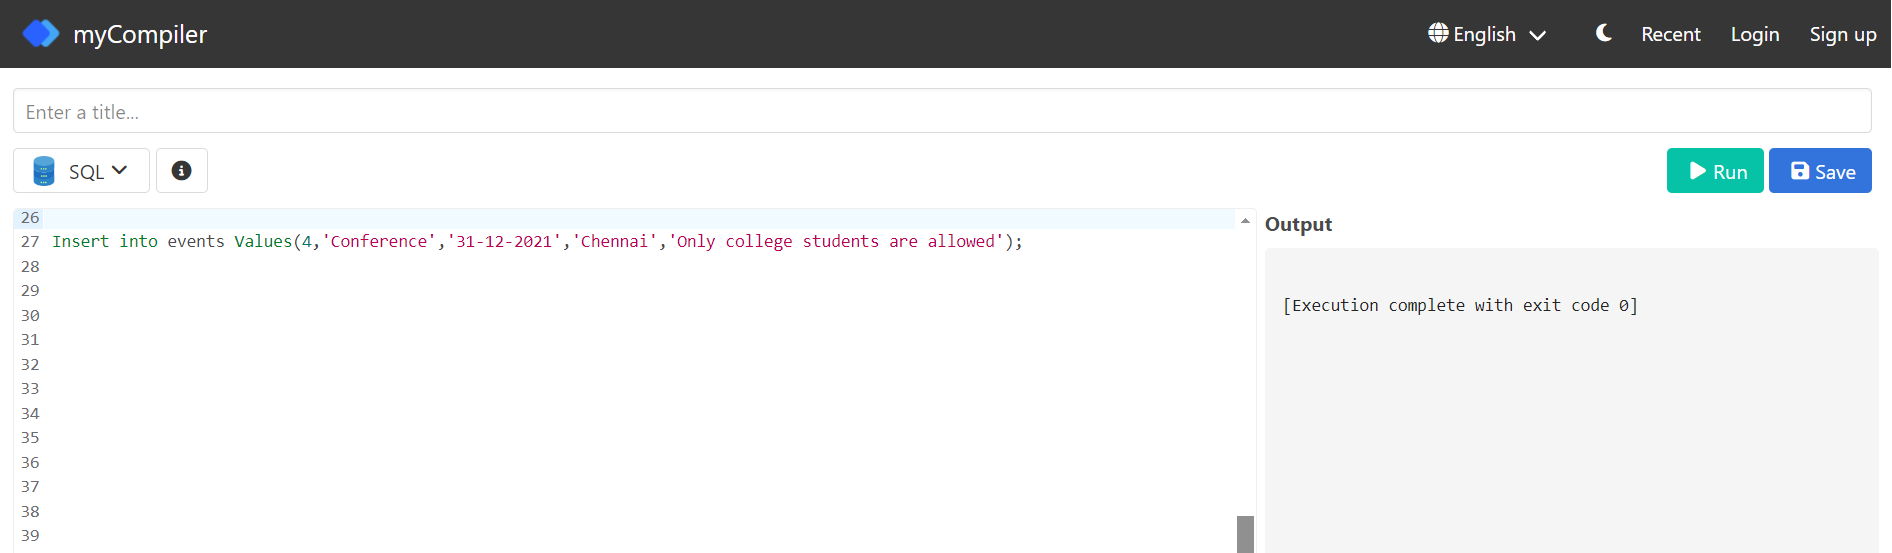 myCompiler
English
Recent
Login
Sign up
Enter a title...
SQL
Run
Save
26
27 Insert into events Values(4,'Conference','31-12-2021','Chennai','Only college students are allowed');
28
29
30
31
32
33
34
35
36
37
38
39
Output
[Execution complete with exit code 0]